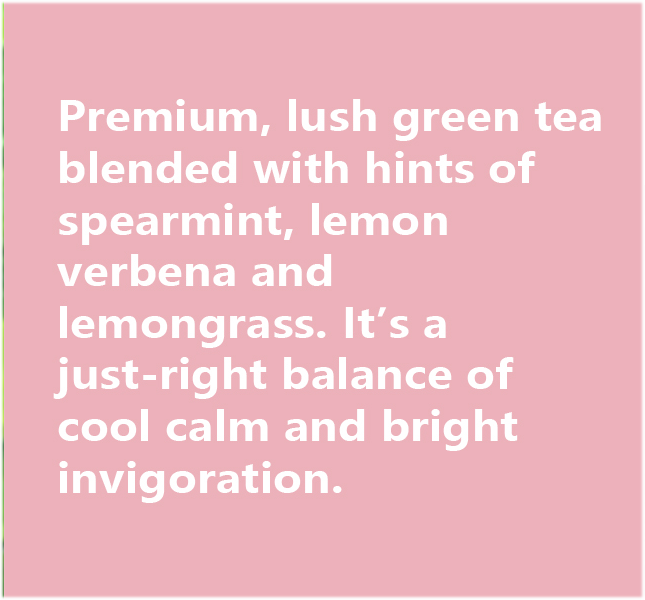 Premium, lush green tea
blended with hints of
spearmint, lemon
verbena and
lemongrass. It’s a
just-right balance of
cool calm and bright
invigoration.